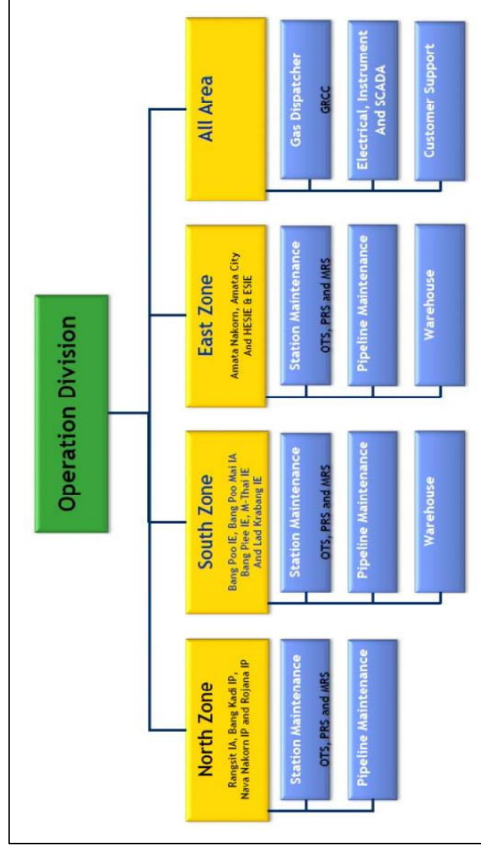 Operation Division
North Zone
Rangsit IA, Bang Kadi IP,
Nava Nakorn IP and Rojana IP
Station Maintenance
OTS, PRS and MRS
Pipeline Maintenance
South Zone
Bang Poo IE, Bang Poo Mai IA
Bang Plee IE, M-Thai IE
And Lad Krabang IE
Station Maintenance
OTS, PRS and MRS
Pipeline Maintenance
Warehouse
East Zone
Amata Nakorn, Amata City
And HESIE & ESIE
Station Maintenance
OTS, PRS and MRS
Pipeline Maintenance
Warehouse
All Area
Gas Dispatcher
GRCC
Electrical, Instrument
And SCADA
Customer Support